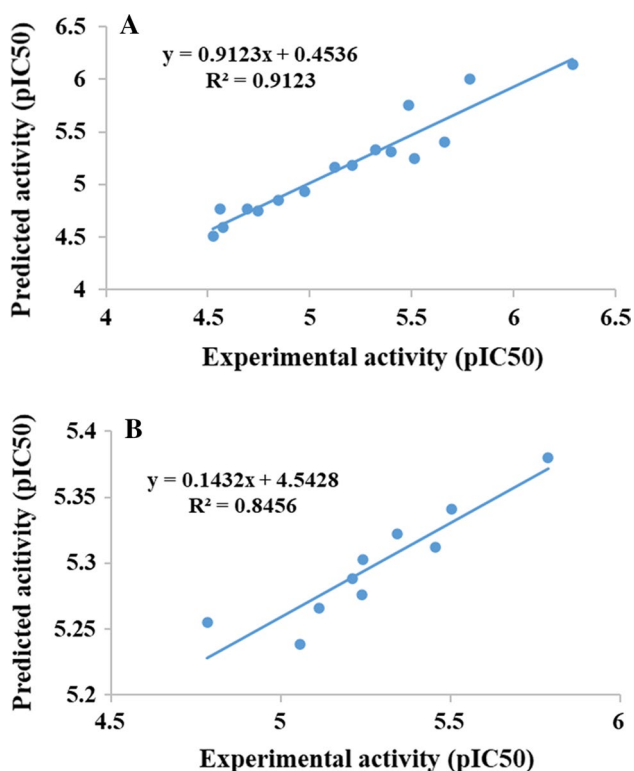 A
y = 0.9123x + 0.4536
R² = 0.9123
Predicted activity (pIC50)
6.5
6
5.5
5
4.5
4
4 4.5 5 5.5 6 6.5
Experimental activity (pIC50)
B
y = 0.1432x + 4.5428
R² = 0.8456
Predicted acitivity (pIC50)
5.4
5.35
5.3
5.25
5.2
4.5 5 5.5 6
Experimental activity (pIC50)